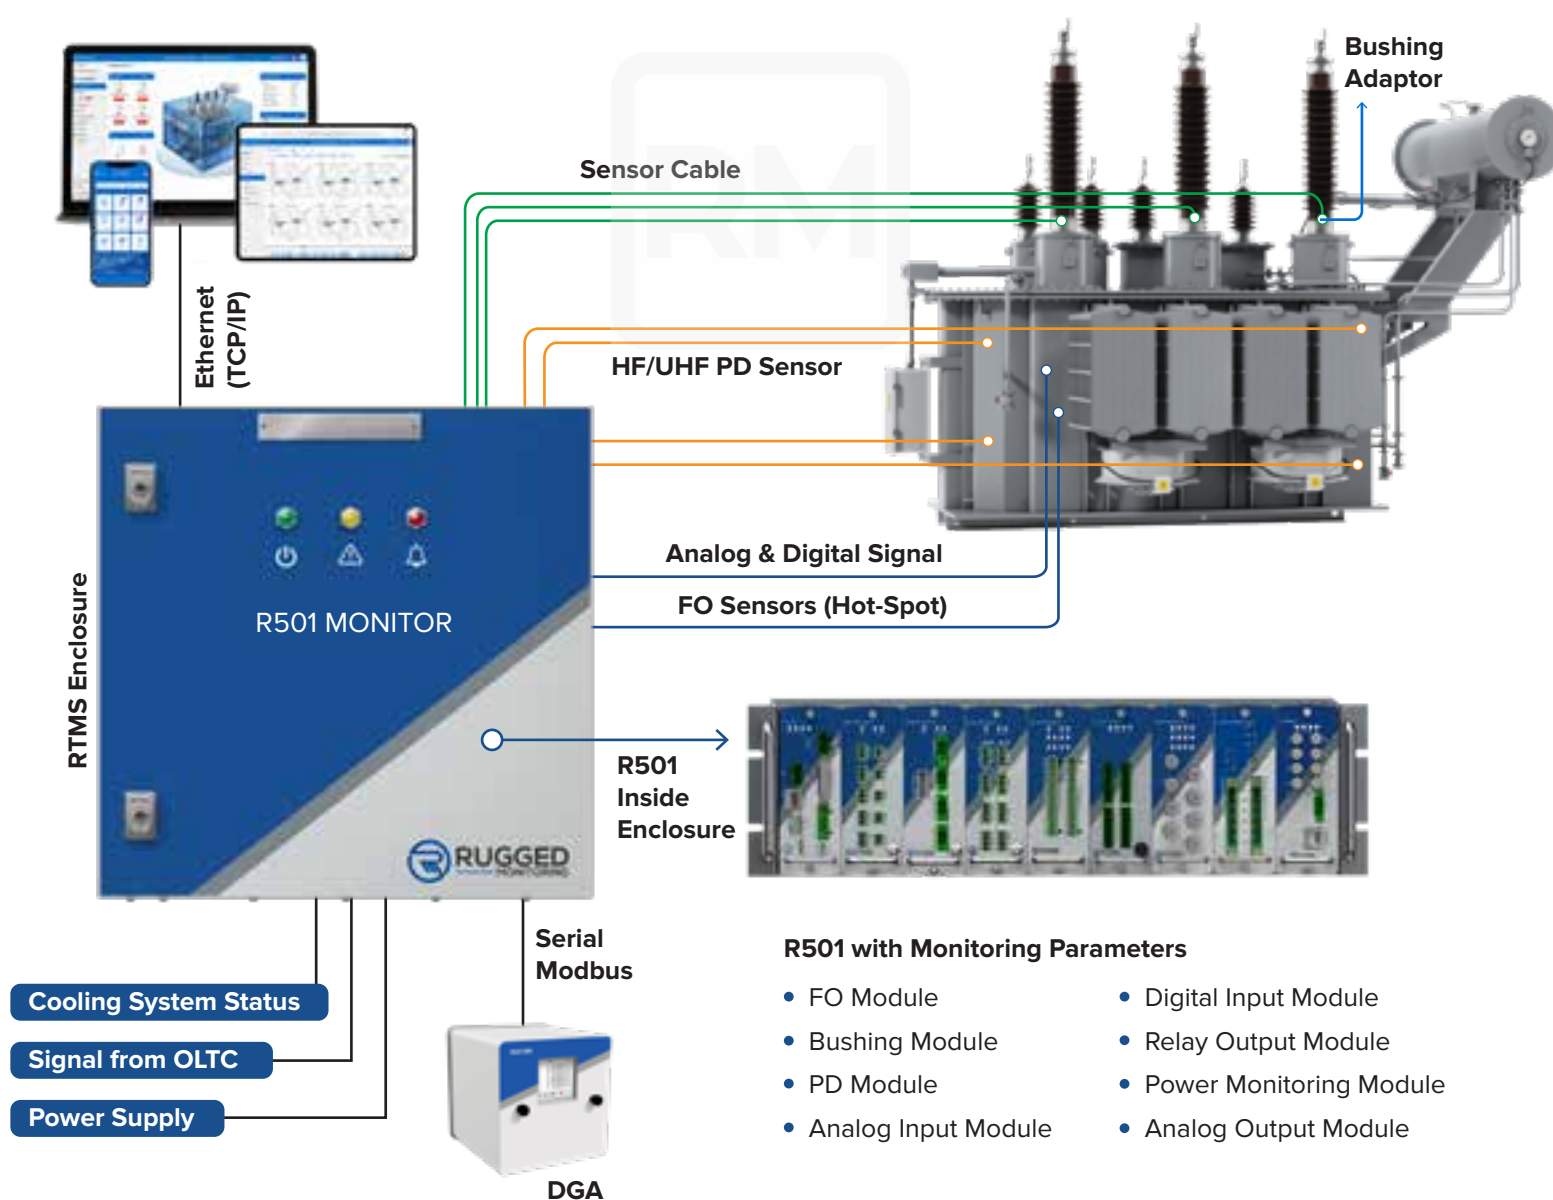 RM
Bushing
Adaptor
Sensor Cable
Ethernet
(TCP/IP)
HF/UHF PD Sensor
Analog & Digital Signal
FO Sensors (Hot-Spot)
R501 MONITOR
RTMS Enclosure
R501
Inside
Enclosure
RUGGED
MONITORING
Serial
Modbus
Cooling System Status
Signal from OLTC
Power Supply
DGA
R501 with Monitoring Parameters
• FO Module
• Bushing Module
• PD Module
• Analog Input Module
• Digital Input Module
• Relay Output Module
• Power Monitoring Module
• Analog Output Module